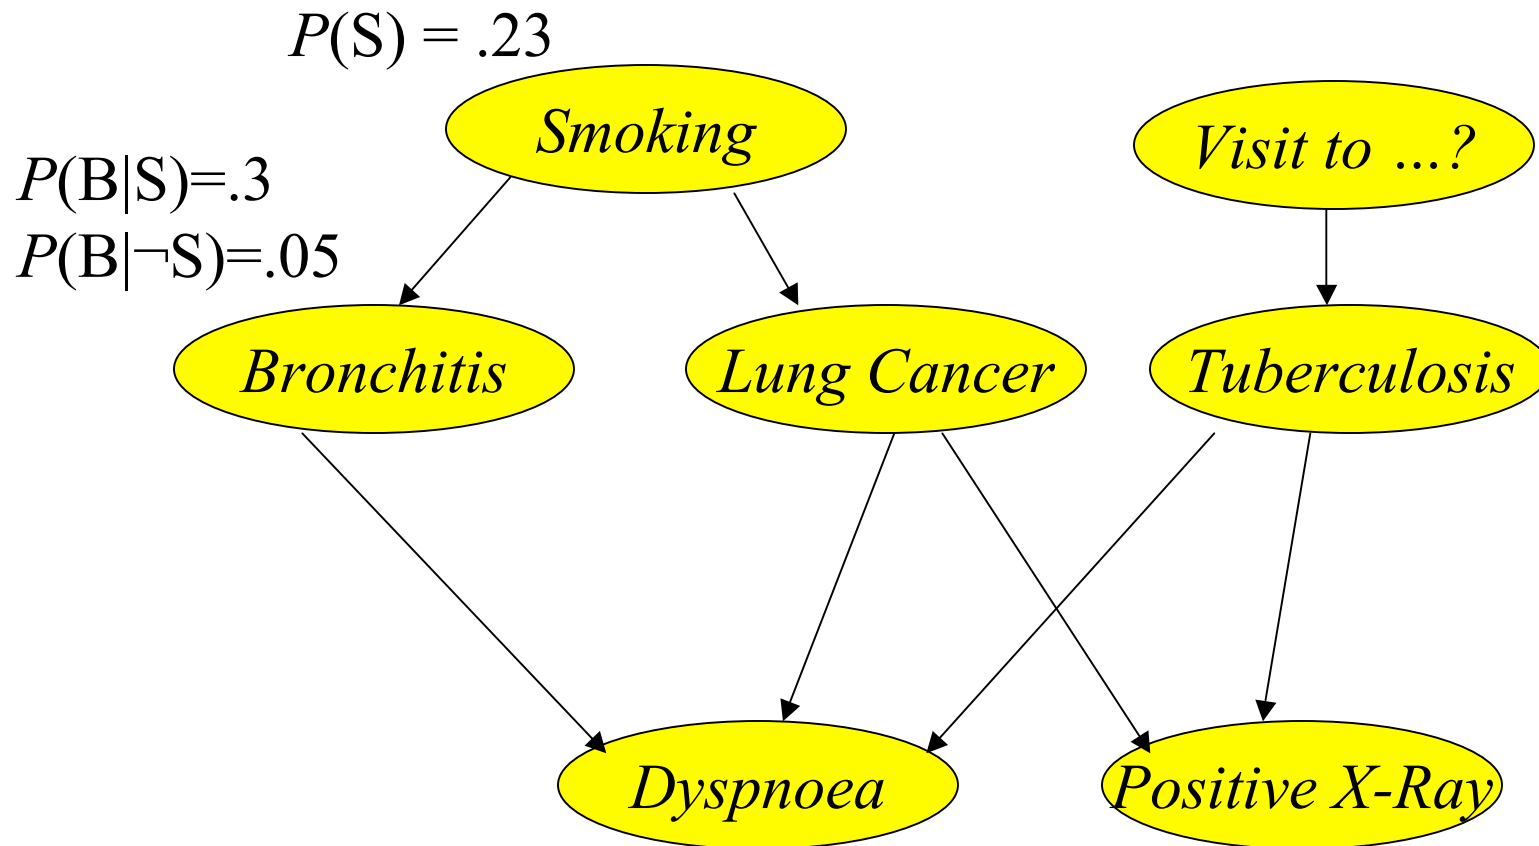 P(S) = .23
Smoking
Visit to ...?
P(B|S)=.3
P(B|¬S)=.05
Bronchitis
Lung Cancer
Tuberculosis
Dyspnoea
Positive X-Ray